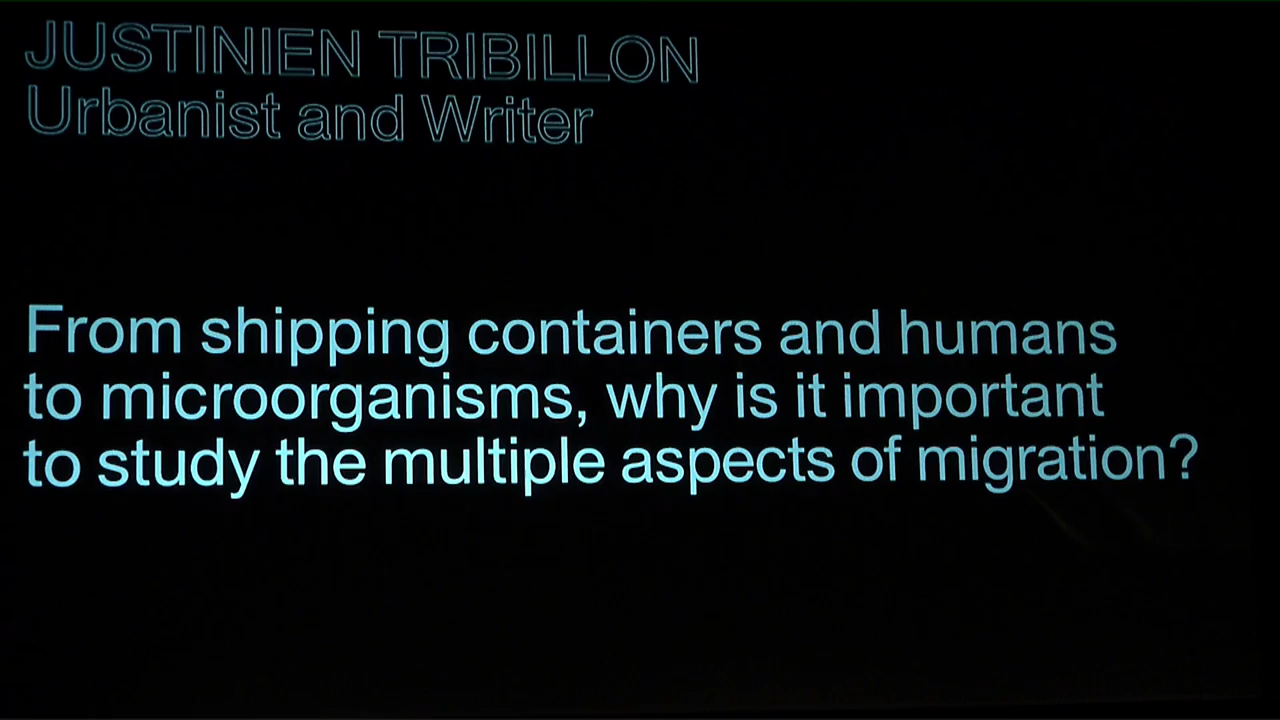 JUSTINIEN TRIBILLON
Urbanist and Writer
From shipping containers and humans
to microorganisms, why is it important
to study the multiple aspects of migration?